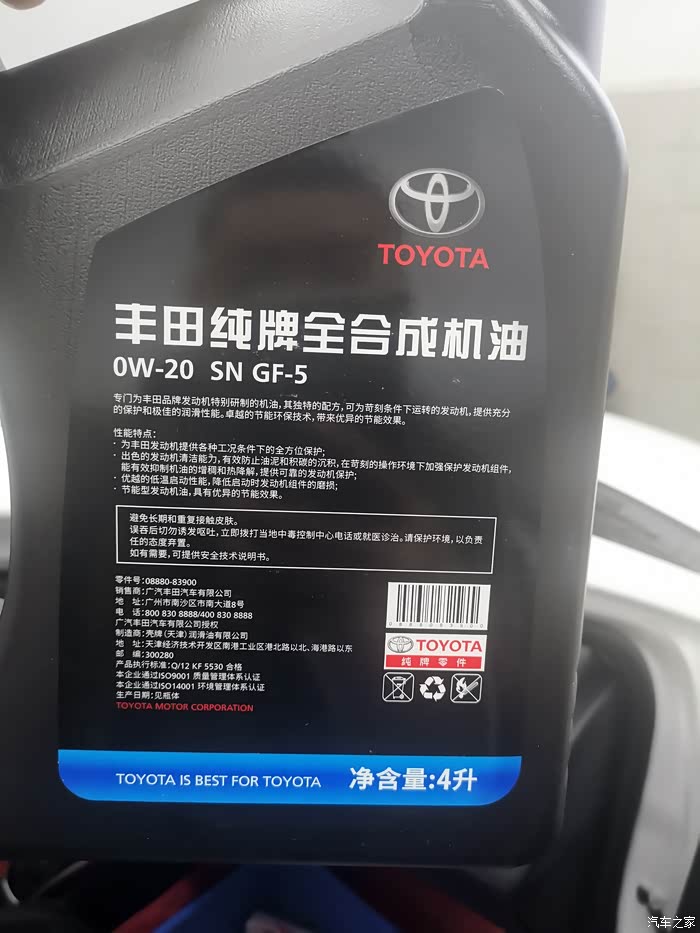 TOYOTA
丰田纯牌全合成机油
0W-20 SN GF-5
专门为丰田品牌发动机特别研制的机油，其独特的配方，可为苛刻条件下运转的发动机，提供充分
的保护和极佳的润滑性能。卓越的节能环保技术，带来优异的节能效果。
性能特点：
· 为丰田发动机提供各种工况条件下的全方位保护；
· 出色的发动机清洁能力，有效防止油泥和积碳的沉积，在苛刻的操作环境下加强保护发动机组件，
能有效抑制机油的增稠和热降解，提供可靠的发动机保护；
· 优越的低温启动性能，降低启动时发动机组件的磨损；
· 节能型发动机油，具有优异的节能效果。
避免长期和重复接触皮肤。
误吞后切勿诱发呕吐，立即拨打当地中毒控制中心电话或就医诊治。请保护环境，以负责
任的态度弃置。
如有需要，可提供安全技术说明书。
零件号：08880-83900
销售商：广汽丰田汽车有限公司
地 址：广州市南沙区市南大道8号
电 话：800 830 8888/400 830 8888
广汽丰田汽车有限公司授权
制造商：壳牌（天津）润滑油有限公司
地 址：天津经济技术开发区南港工业区港北路以北、海港路以东
邮 编：300280
产品执行标准：Q/12 KF 5530 合格
本企业通过ISO9001 质量管理体系认证
本企业通过ISO14001 环境管理体系认证
生产日期：见瓶体
TOYOTA MOTOR CORPORATION
0888083900
TOYOTA
纯牌零件
TOYOTA IS BEST FOR TOYOTA 净含量:4升
汽车之家